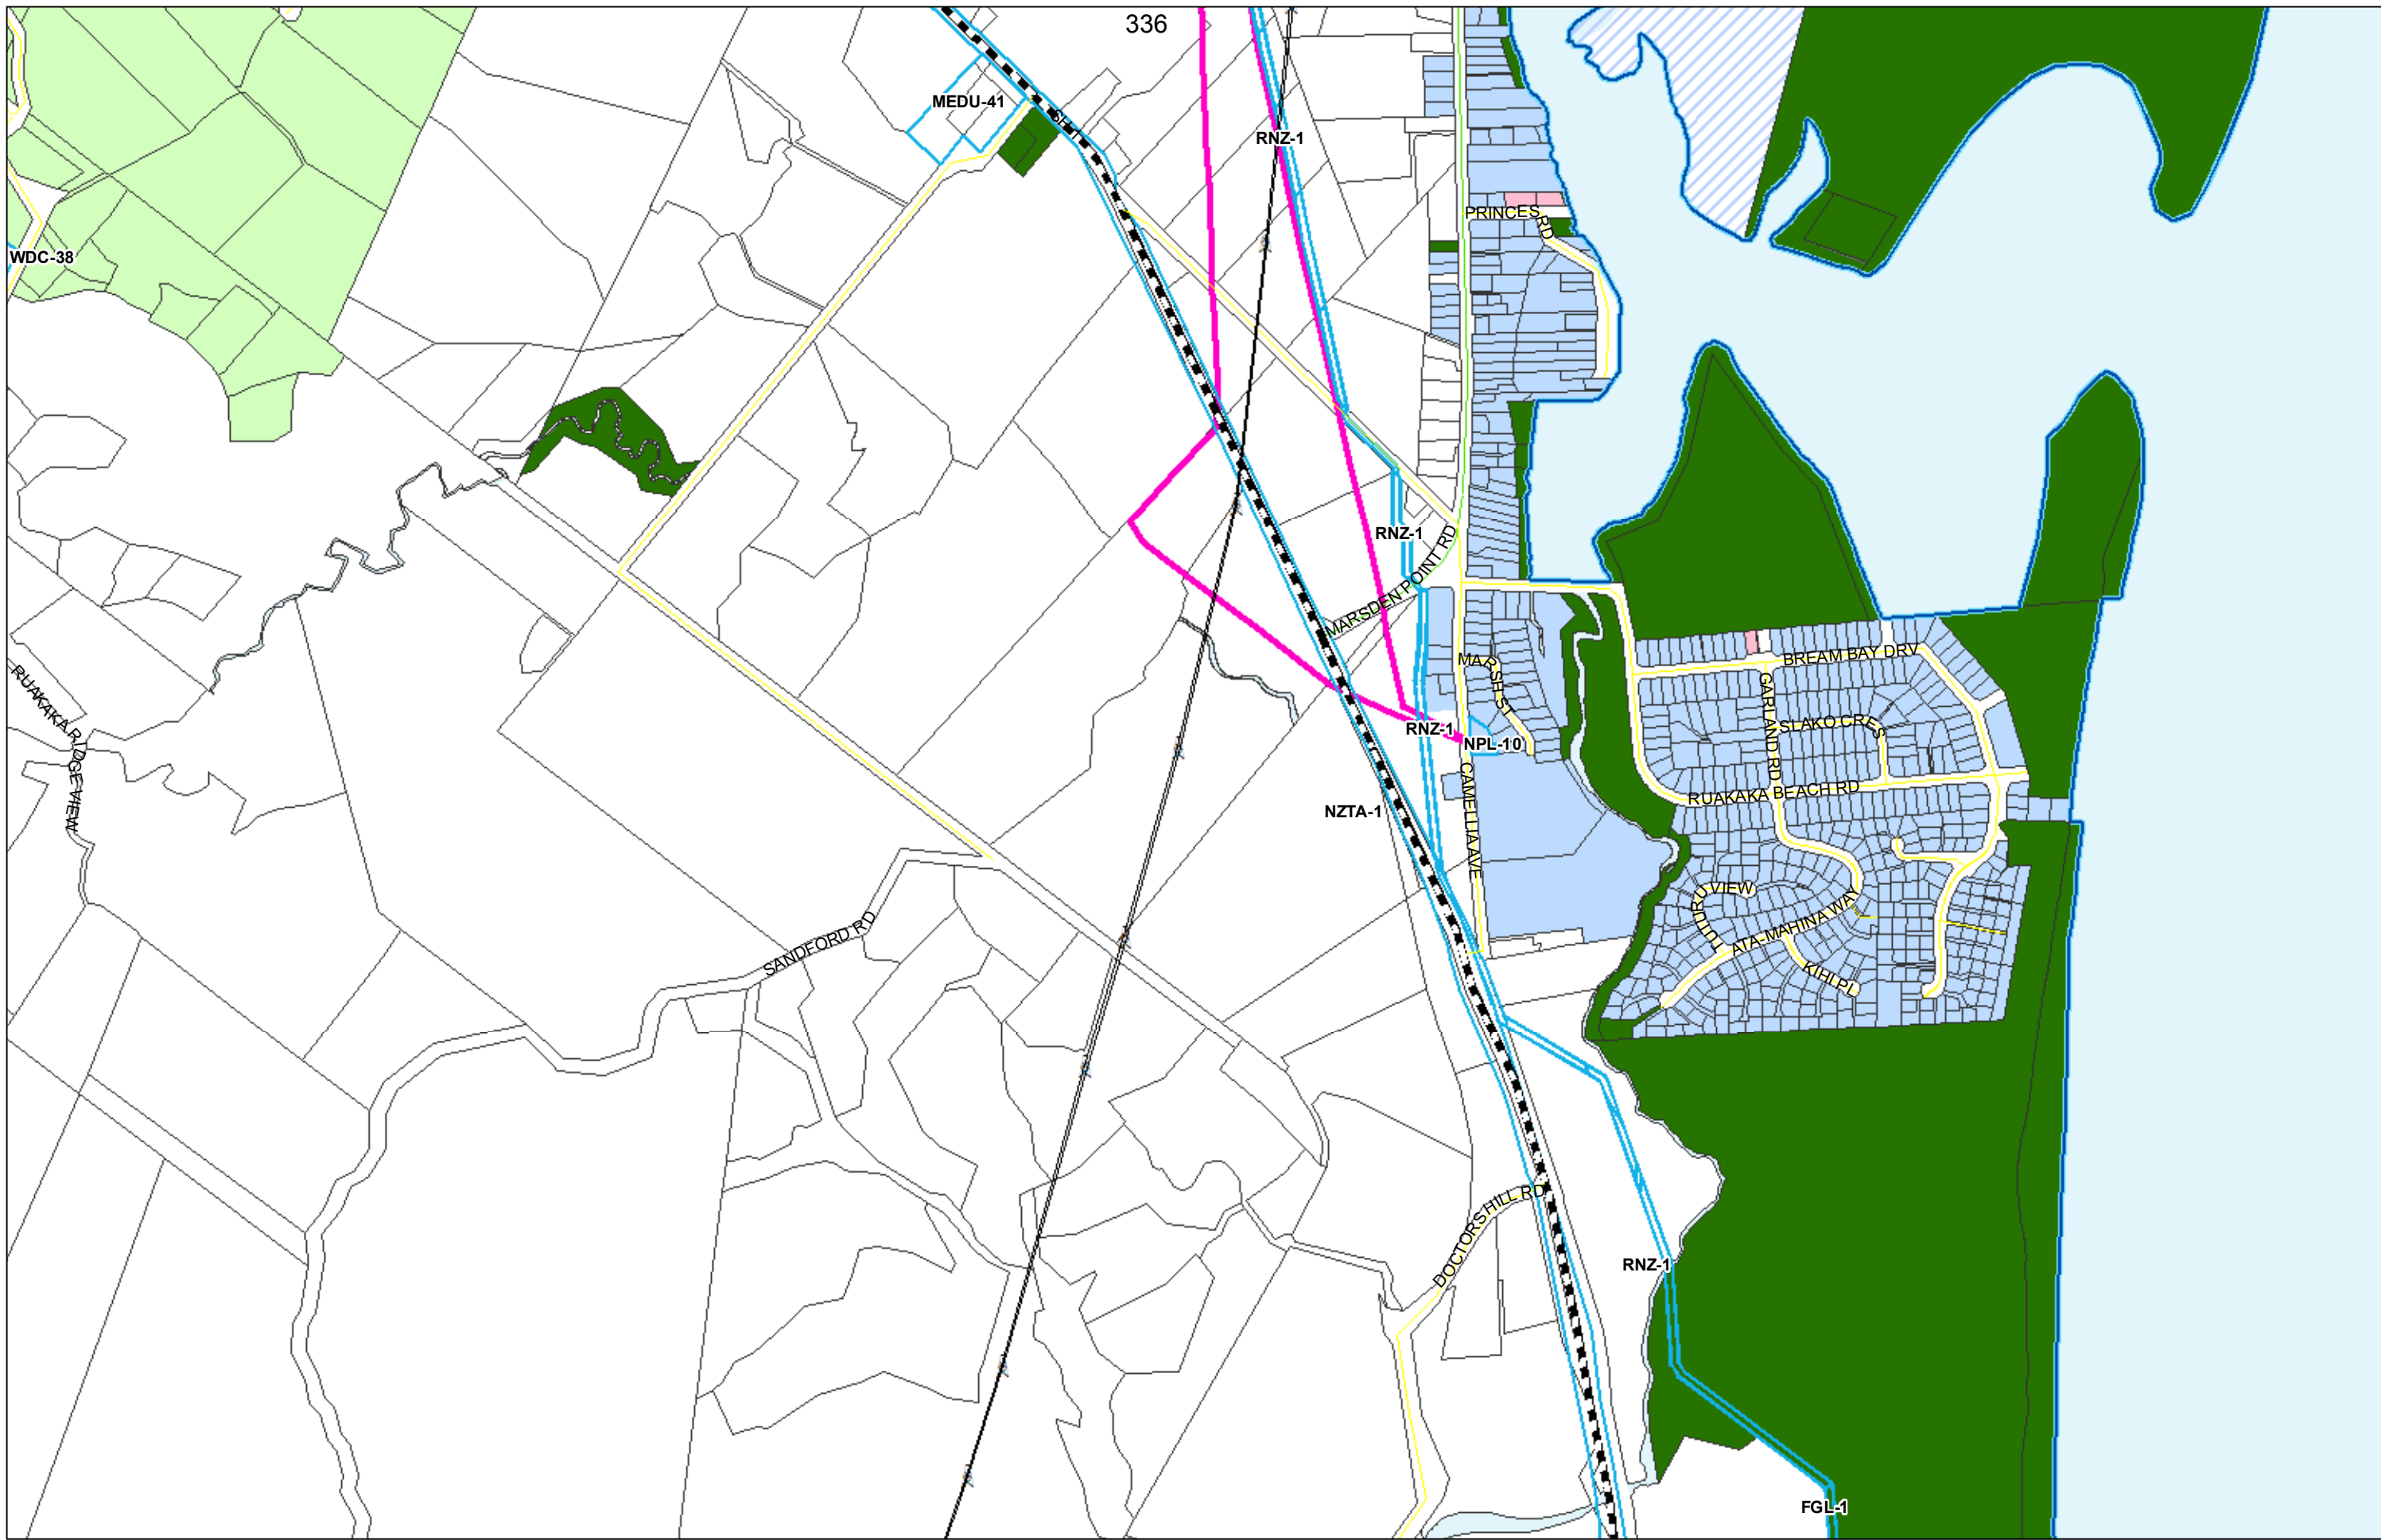 336
MEDU-41
SH 1
RNZ-1
PRINCES RD
WDC-38
RNZ-1
MARSDEN POINT RD
BREAM BAY DRV
MARSH ST
GARLAND RD
RUAKAKA RIDGE VIEW
SLAKO CRES
RNZ-1
NPL-10
CAMELLIA AVE
RUAKAKA BEACH RD
NZTA-1
TUTURU VIEW
ATA-MAHINA WAY
SANDFORD RD
KIHI PL
DOCTORS HILL RD
RNZ-1
FGL-1